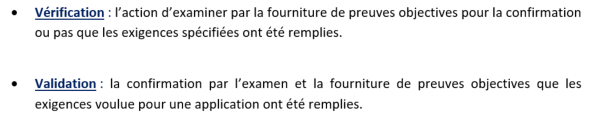 • Vérification : l’action d’examiner par la fourniture de preuves objectives pour la confirmation
ou pas que les exigences spécifiées ont été remplies.
• Validation : la confirmation par l’examen et la fourniture de preuves objectives que les
exigences voulue pour une application ont été remplies.